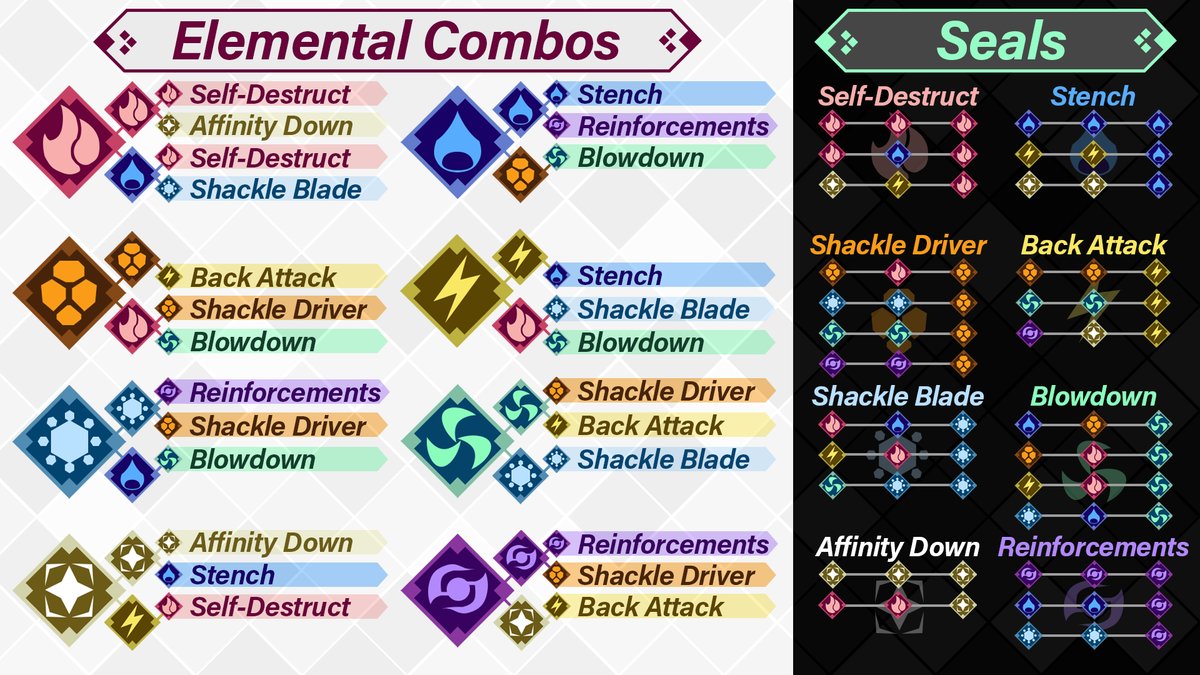 Elemental Combos
Self-Destruct
Affinity Down
Self-Destruct
Shackle Blade
Stench
Reinforcements
Blowdown
Back Attack
Shackle Driver
Blowdown
Stench
Shackle Blade
Blowdown
Reinforcements
Shackle Driver
Blowdown
Shackle Driver
Back Attack
Shackle Blade
Affinity Down
Stench
Self-Destruct
Reinforcements
Shackle Driver
Back Attack
Seals
Self-Destruct
Stench
Shackle Driver
Back Attack
Shackle Blade
Blowdown
Affinity Down
Reinforcements